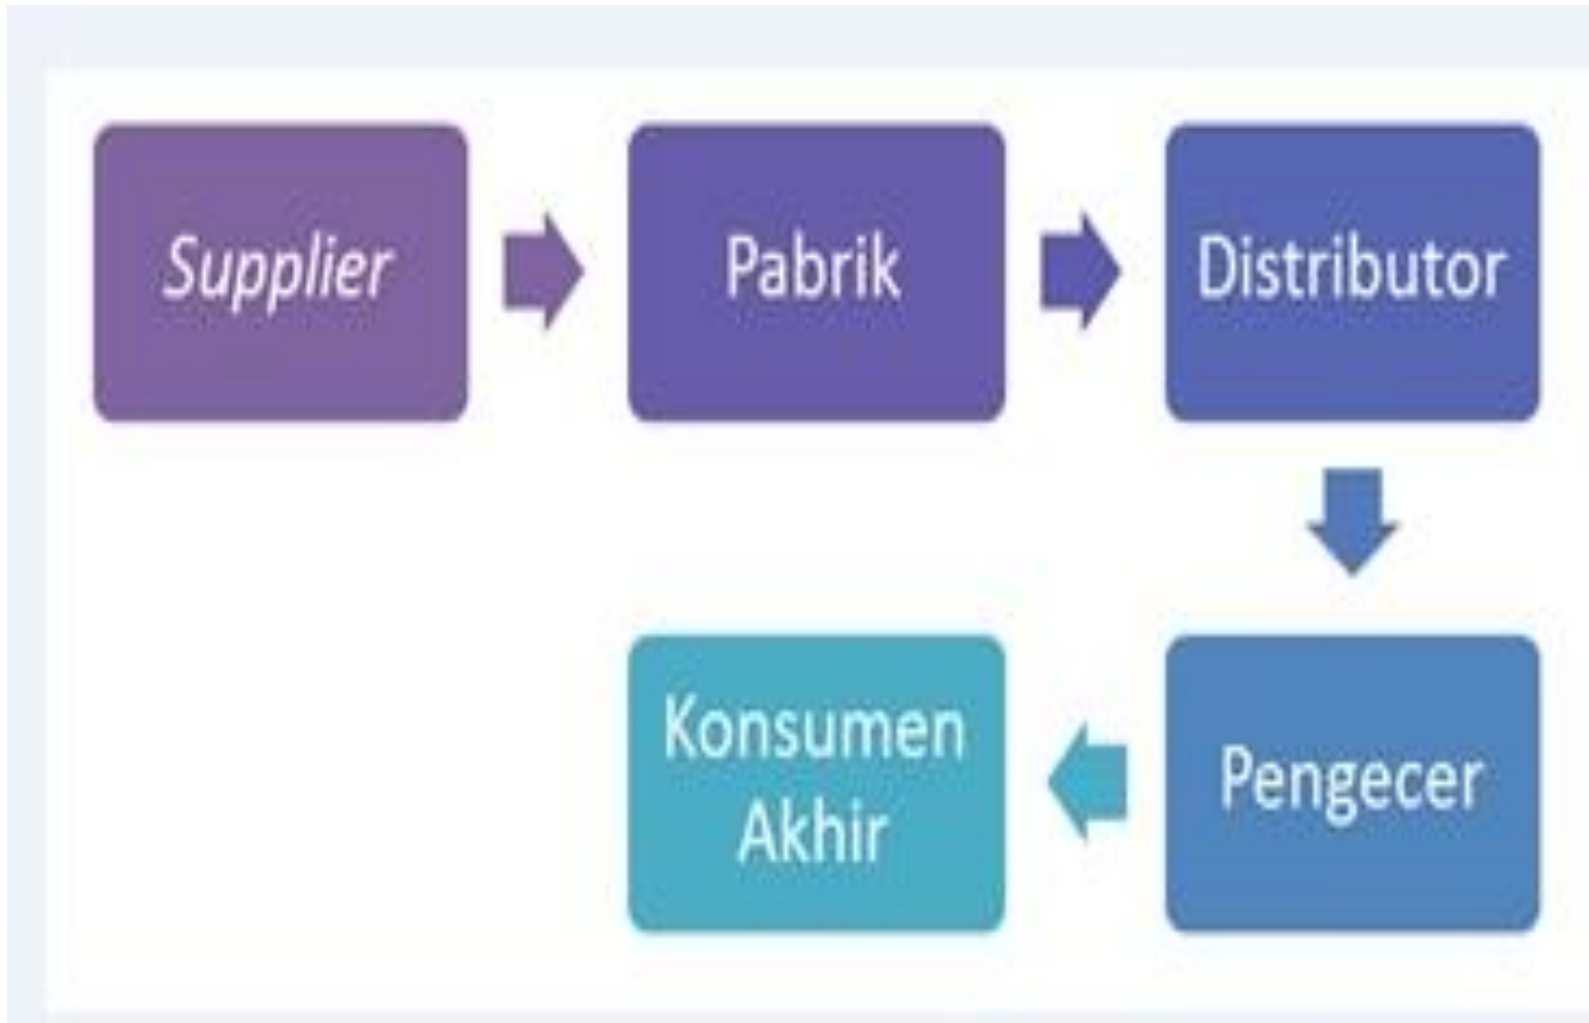 Supplier
Pabrik
Distributor
Pengecer
Konsumen
Akhir